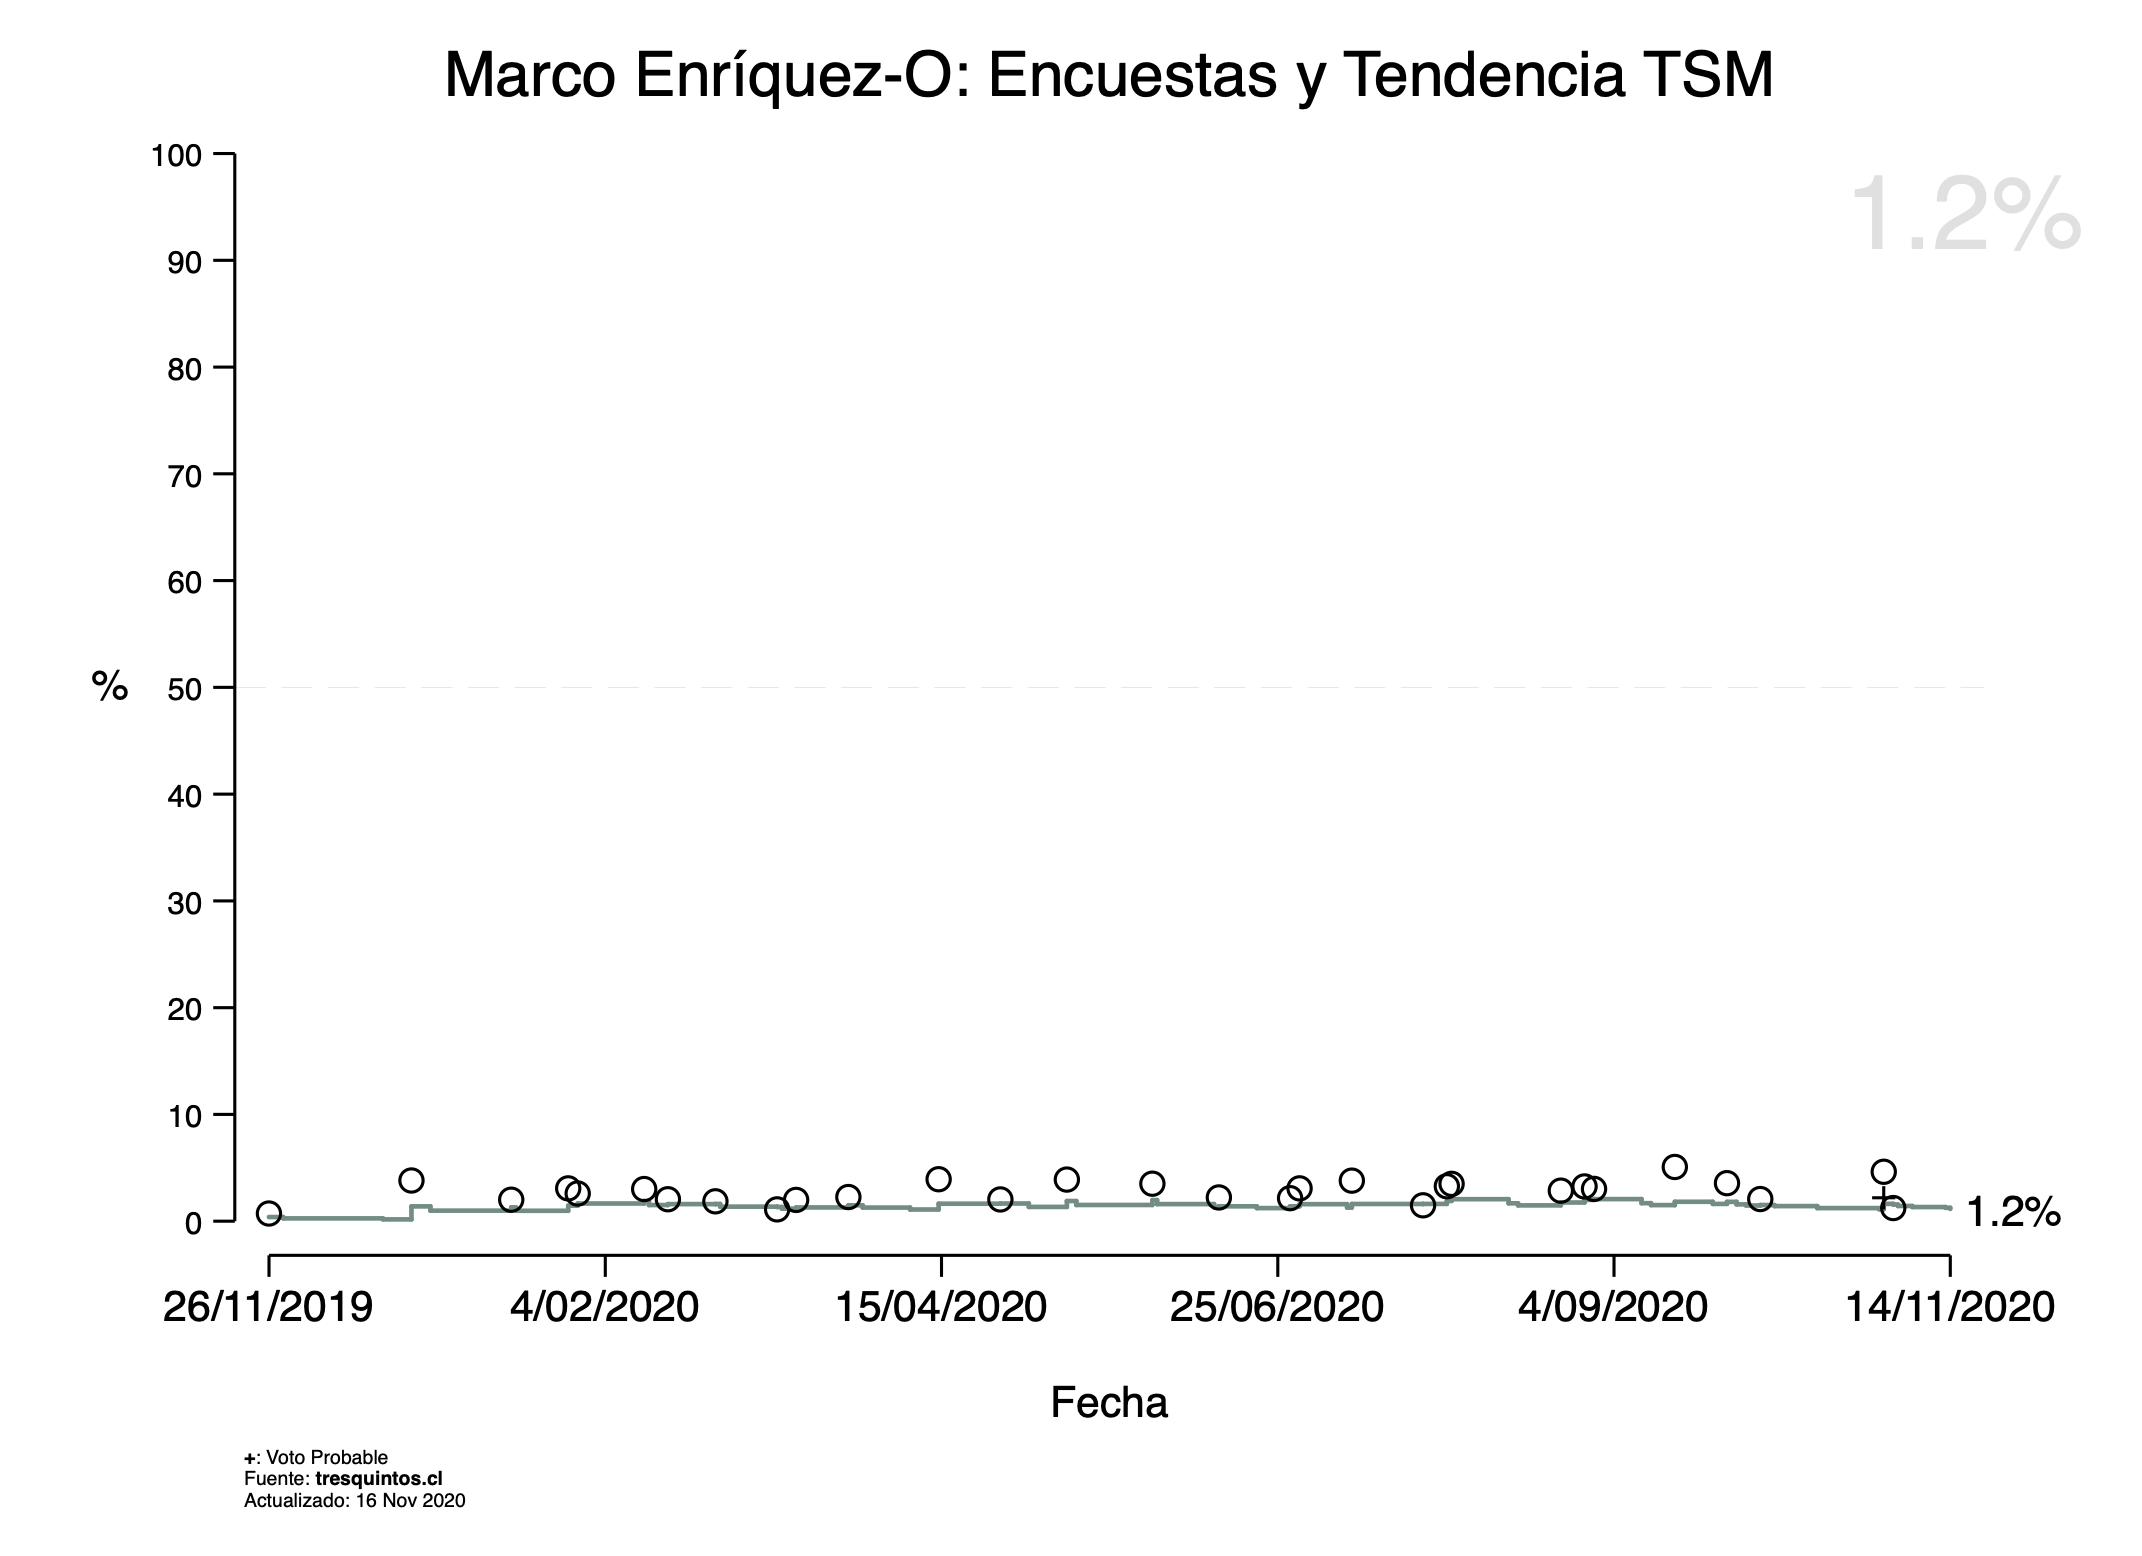 Marco Enríquez-O: Encuestas y Tendencia TSM
100
1.2%
90
80
70
60
% 50
40
30
20
10
0
1.2%
26/11/2019 4/02/2020 15/04/2020 25/06/2020 4/09/2020 14/11/2020
Fecha
+: Voto Probable
Fuente: tresquintos.cl
Actualizado: 16 Nov 2020